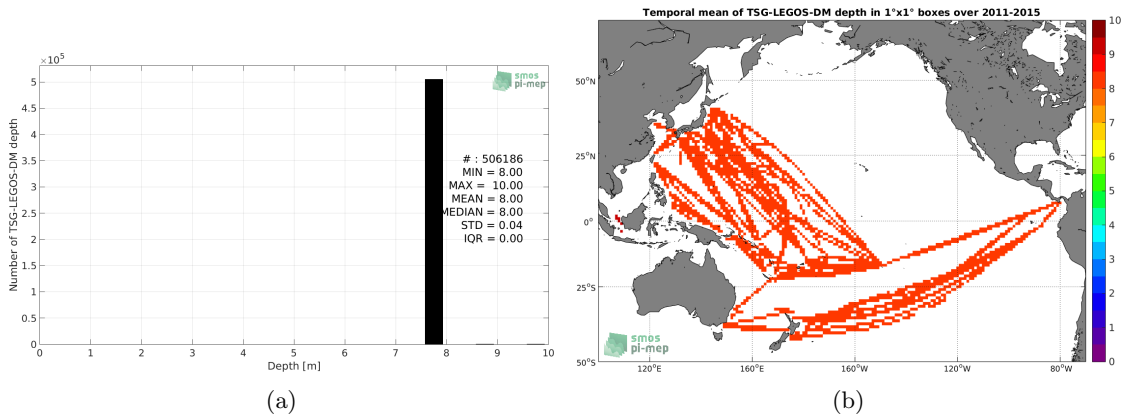 ×10⁵
5
4.5
4
3.5
3
2.5
2
1.5
1
0.5
0
Number of TSG-LEGOS-DM depth
smos
pi-mep
# : 506186
MIN = 8.00
MAX = 10.00
MEAN = 8.00
MEDIAN = 8.00
STD = 0.04
IQR = 0.00
0 1 2 3 4 5 6 7 8 9 10
Depth [m]
(a)
Temporal mean of TSG-LEGOS-DM depth in 1°x1° boxes over 2011-2015
50°N
25°N
0°
25°S
50°S
120°E 160°E 160°W 120°W 80°W
smos
pi-mep
10
9
8
7
6
5
4
3
2
1
0
(b)